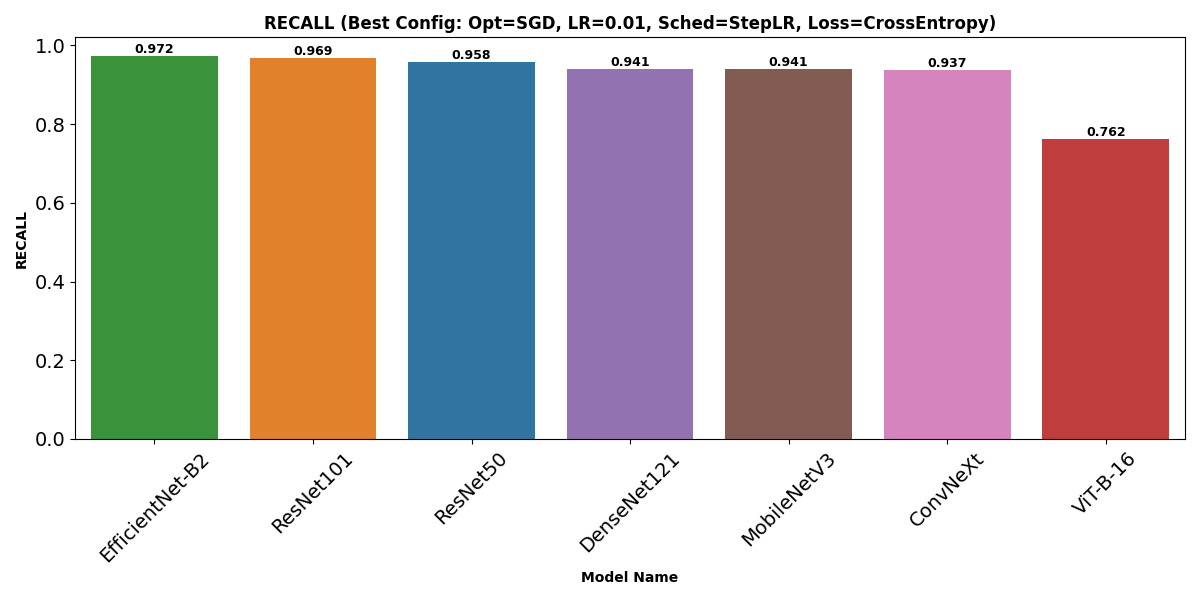 RECALL (Best Config: Opt=SGD, LR=0.01, Sched=StepLR, Loss=CrossEntropy)
1.0
0.8
0.6
0.4
0.2
0.0
RECALL
0.972
0.969
0.958
0.941
0.941
0.937
0.762
EfficientNet-B2
ResNet101
ResNet50
DenseNet121
MobileNetV3
ConvNeXt
ViT-B-16
Model Name